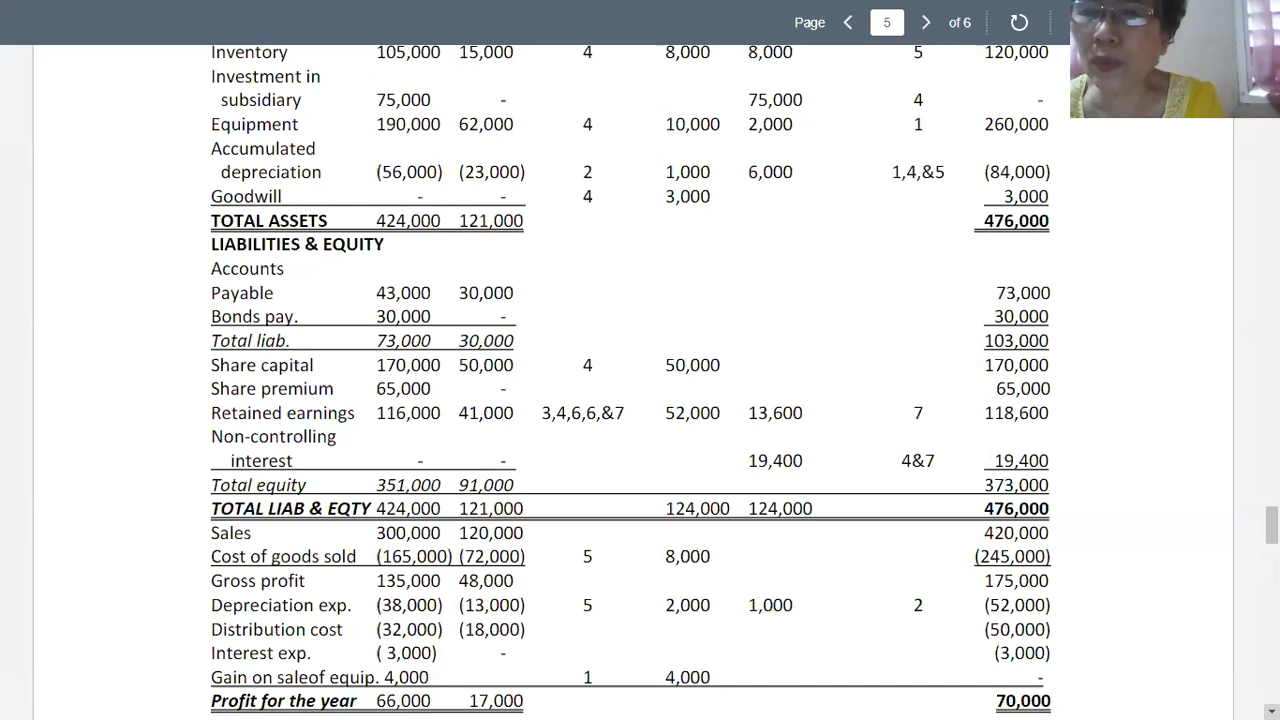 Page 5 of 6
Inventory 105,000 15,000 4 8,000 8,000 5 120,000
Investment in
subsidiary 75,000 - 75,000 4 -
Equipment 190,000 62,000 4 10,000 2,000 1 260,000
Accumulated
depreciation (56,000) (23,000) 2 1,000 6,000 1,4,&5 (84,000)
Goodwill - - 4 3,000 3,000
TOTAL ASSETS 424,000 121,000 476,000
LIABILITIES & EQUITY
Accounts
Payable 43,000 30,000 73,000
Bonds pay. 30,000 - 30,000
Total liab. 73,000 30,000 103,000
Share capital 170,000 50,000 4 50,000 170,000
Share premium 65,000 - 65,000
Retained earnings 116,000 41,000 3,4,6,6,&7 52,000 13,600 7 118,600
Non-controlling
interest - - 19,400 4&7 19,400
Total equity 351,000 91,000 373,000
TOTAL LIAB & EQTY 424,000 121,000 124,000 124,000 476,000
Sales 300,000 120,000 420,000
Cost of goods sold (165,000) (72,000) 5 8,000 (245,000)
Gross profit 135,000 48,000 175,000
Depreciation exp. (38,000) (13,000) 5 2,000 1,000 2 (52,000)
Distribution cost (32,000) (18,000) (50,000)
Interest exp. ( 3,000) - (3,000)
Gain on saleof equip. 4,000 1 4,000 -
Profit for the year 66,000 17,000 70,000